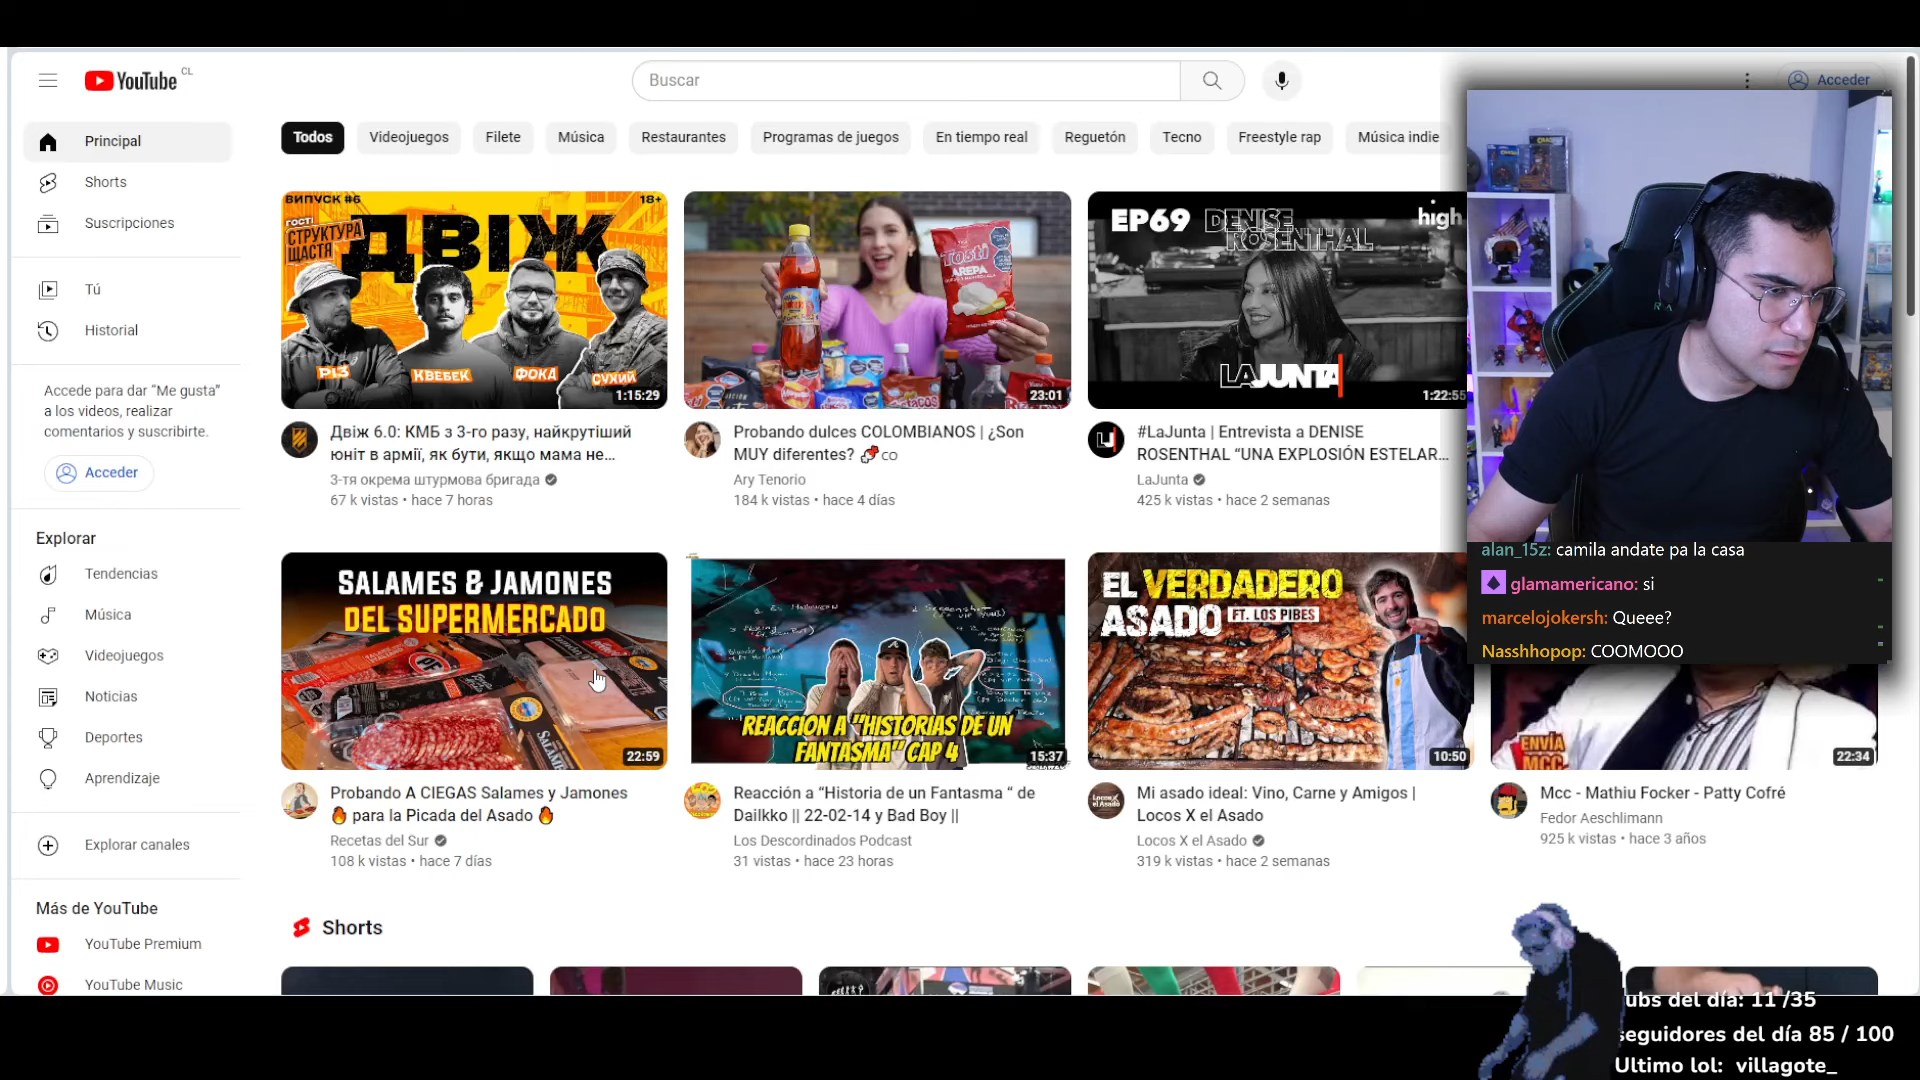 YouTube CL
Buscar
Acceder
Principal
Shorts
Suscripciones
Tú
Historial
Accede para dar “Me gusta”
a los videos, realizar
comentarios y suscribirte.
Acceder
Explorar
Tendencias
Música
Videojuegos
Noticias
Deportes
Aprendizaje
Explorar canales
Más de YouTube
YouTube Premium
YouTube Music
Todos
Videojuegos
Filete
Música
Restaurantes
Programas de juegos
En tiempo real
Reguetón
Tecno
Freestyle rap
Música indie
ВИПУСК #6
18+
ГОСТІ
СТРУКТУРА
ЩАСТЯ
ДВІЖ
РІЗ
КВЕБЕК
ФОКА
СУХИЙ
1:15:29
Двіж 6.0: КМБ з 3-го разу, найкрутіший
юніт в армії, як бути, якщо мама не...
3-тя окрема штурмова бригада
67 k vistas • hace 7 horas
Tosti
AREPA
23:01
Probando dulces COLOMBIANOS | ¿Son
MUY diferentes? CO
Ary Tenorio
184 k vistas • hace 4 días
EP69 DENISE
ROSENTHAL
high
LAJUNTA
1:22:55
#LaJunta | Entrevista a DENISE
ROSENTHAL “UNA EXPLOSIÓN ESTELAR...
LaJunta
425 k vistas • hace 2 semanas
SALAMES & JAMONES
DEL SUPERMERCADO
22:59
Probando A CIEGAS Salames y Jamones
🔥 para la Picada del Asado 🔥
Recetas del Sur
108 k vistas • hace 7 días
REACCION A "HISTORIAS DE UN
FANTASMA" CAP 4
15:37
Reacción a “Historia de un Fantasma “ de
Dailkko || 22-02-14 y Bad Boy ||
Los Descordinados Podcast
31 vistas • hace 23 horas
EL VERDADERO
ASADO FT. LOS PIBES
10:50
Mi asado ideal: Vino, Carne y Amigos |
Locos X el Asado
Locos X el Asado
319 k vistas • hace 2 semanas
ENVÍA
MCC
22:34
Mcc - Mathiu Focker - Patty Cofré
Fedor Aeschlimann
925 k vistas • hace 3 años
Shorts
alan_15z: camila andate pa la casa
glamamericano: si
marcelojokersh: Queee?
Nasshhopop: COOMOOO
ubs del día: 11 /35
seguidores del día 85 / 100
Ultimo lol: villagote_